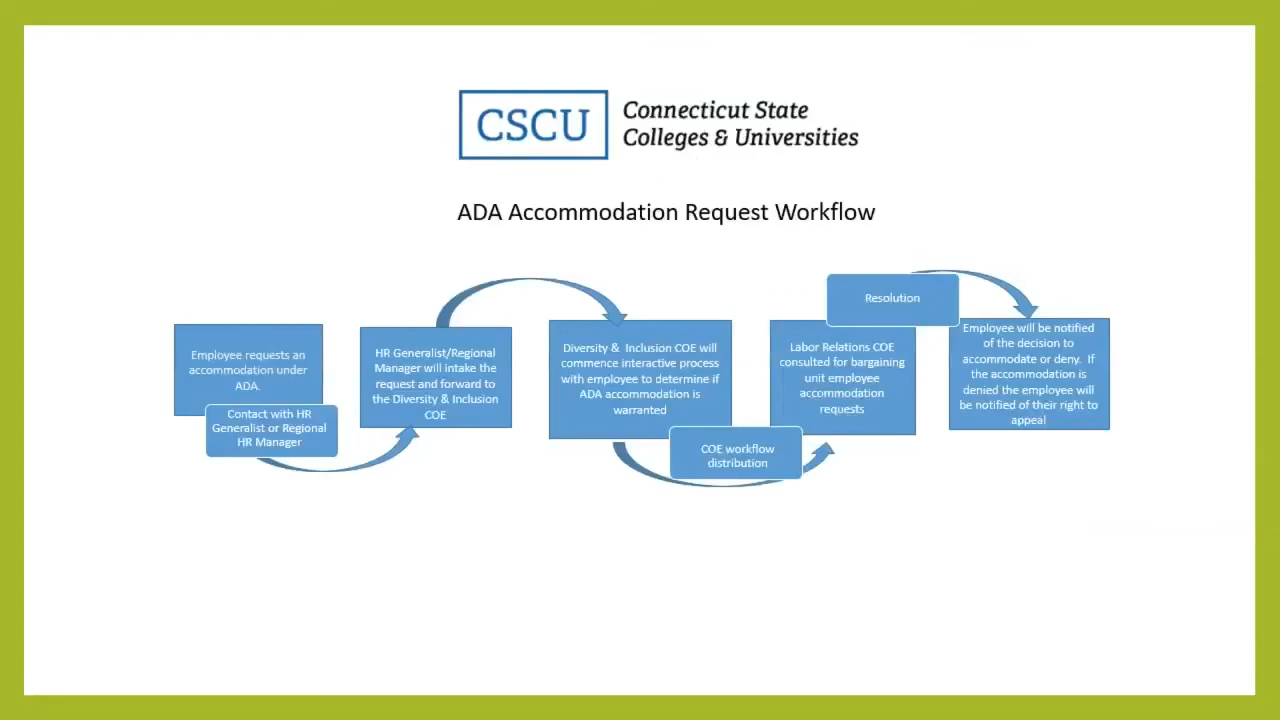 CSCU
Connecticut State
Colleges & Universities
ADA Accommodation Request Workflow
Employee requests an
accommodation under
ADA.
Contact with HR
Generalist or Regional
HR Manager
HR Generalist/Regional
Manager will intake the
request and forward to
the Diversity & Inclusion
COE
Diversity & Inclusion COE will
commence interactive process
with employee to determine if
ADA accommodation is
warranted
COE workflow
distribution
Labor Relations COE
consulted for bargaining
unit employee
accommodation
requests
Resolution
Employee will be notified
of the decision to
accommodate or deny. If
the accommodation is
denied the employee will
be notified of their right to
appeal